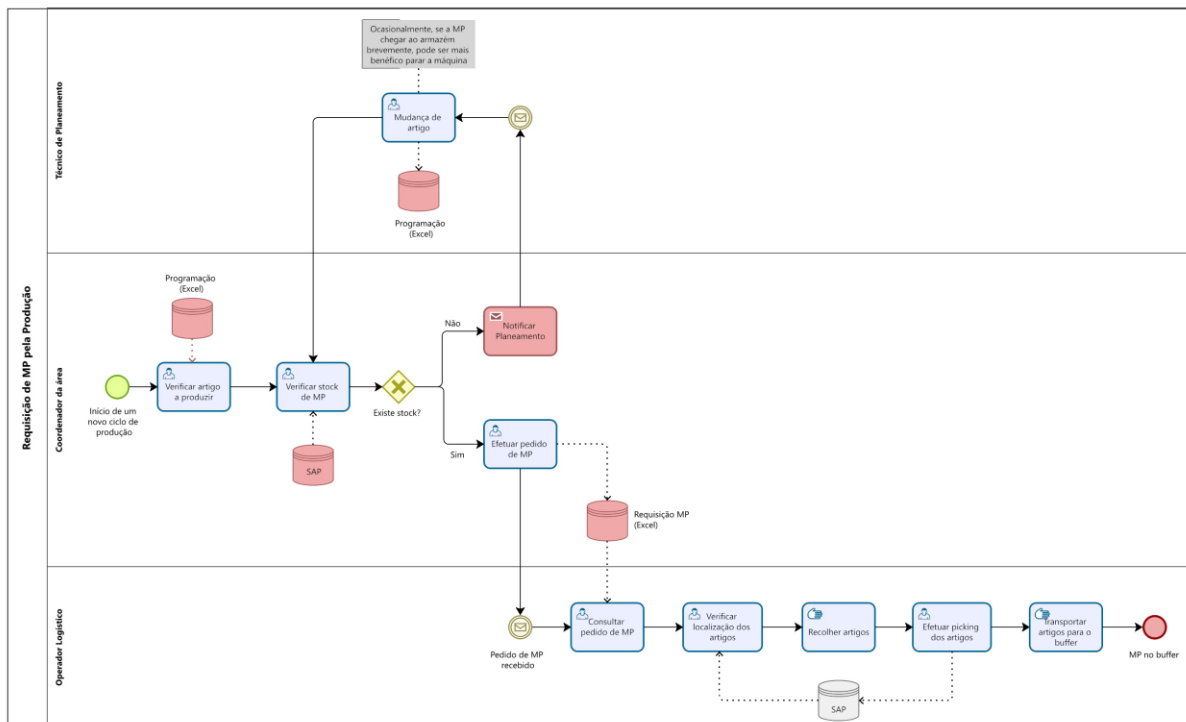 Requisição de MP pela Produção
Técnico de Planeamento
Ocasionalmente, se a MP
chegar ao armazém
brevemente, pode ser mais
benéfico parar a máquina
Mudança de
artigo
Programação
(Excel)
Coordenador da área
Programação
(Excel)
Início de um
novo ciclo de
produção
Verificar artigo
a produzir
Verificar stock
de MP
SAP
Existe stock?
Não
Notificar
Planeamento
Sim
Efetuar pedido
de MP
Requisição MP
(Excel)
Operador Logístico
Pedido de MP
recebido
Consultar
pedido de MP
Verificar
localização dos
artigos
Recolher artigos
Efetuar picking
dos artigos
Transportar
artigos para o
buffer
MP no buffer
SAP